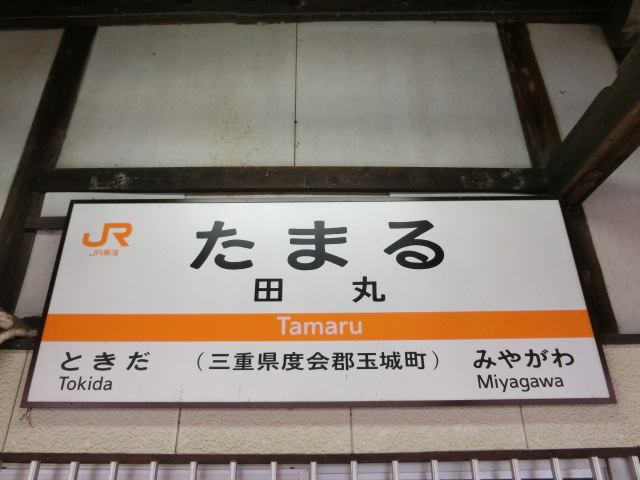 JR
JR東海
たまる
田丸
Tamaru
ときだ
Tokida
（三重県度会郡玉城町）
みやがわ
Miyagawa